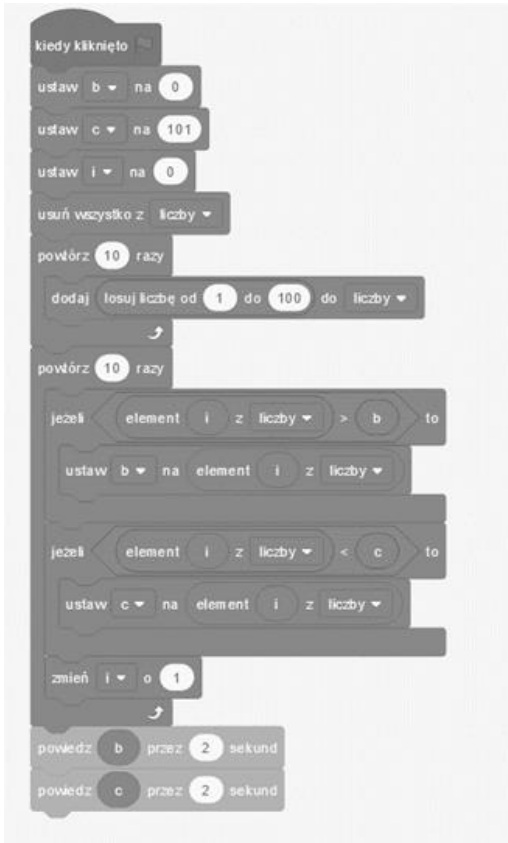 kiedy kliknięto
ustaw b na 0
ustaw c na 101
ustaw i na 0
usuń wszystko z liczby
powtórz 10 razy
dodaj losuj liczbę od 1 do 100 do liczby
powtórz 10 razy
jeżeli element i z liczby > b to
ustaw b na element i z liczby
jeżeli element i z liczby < c to
ustaw c na element i z liczby
zmień i o 1
powiedz b przez 2 sekund
powiedz c przez 2 sekund